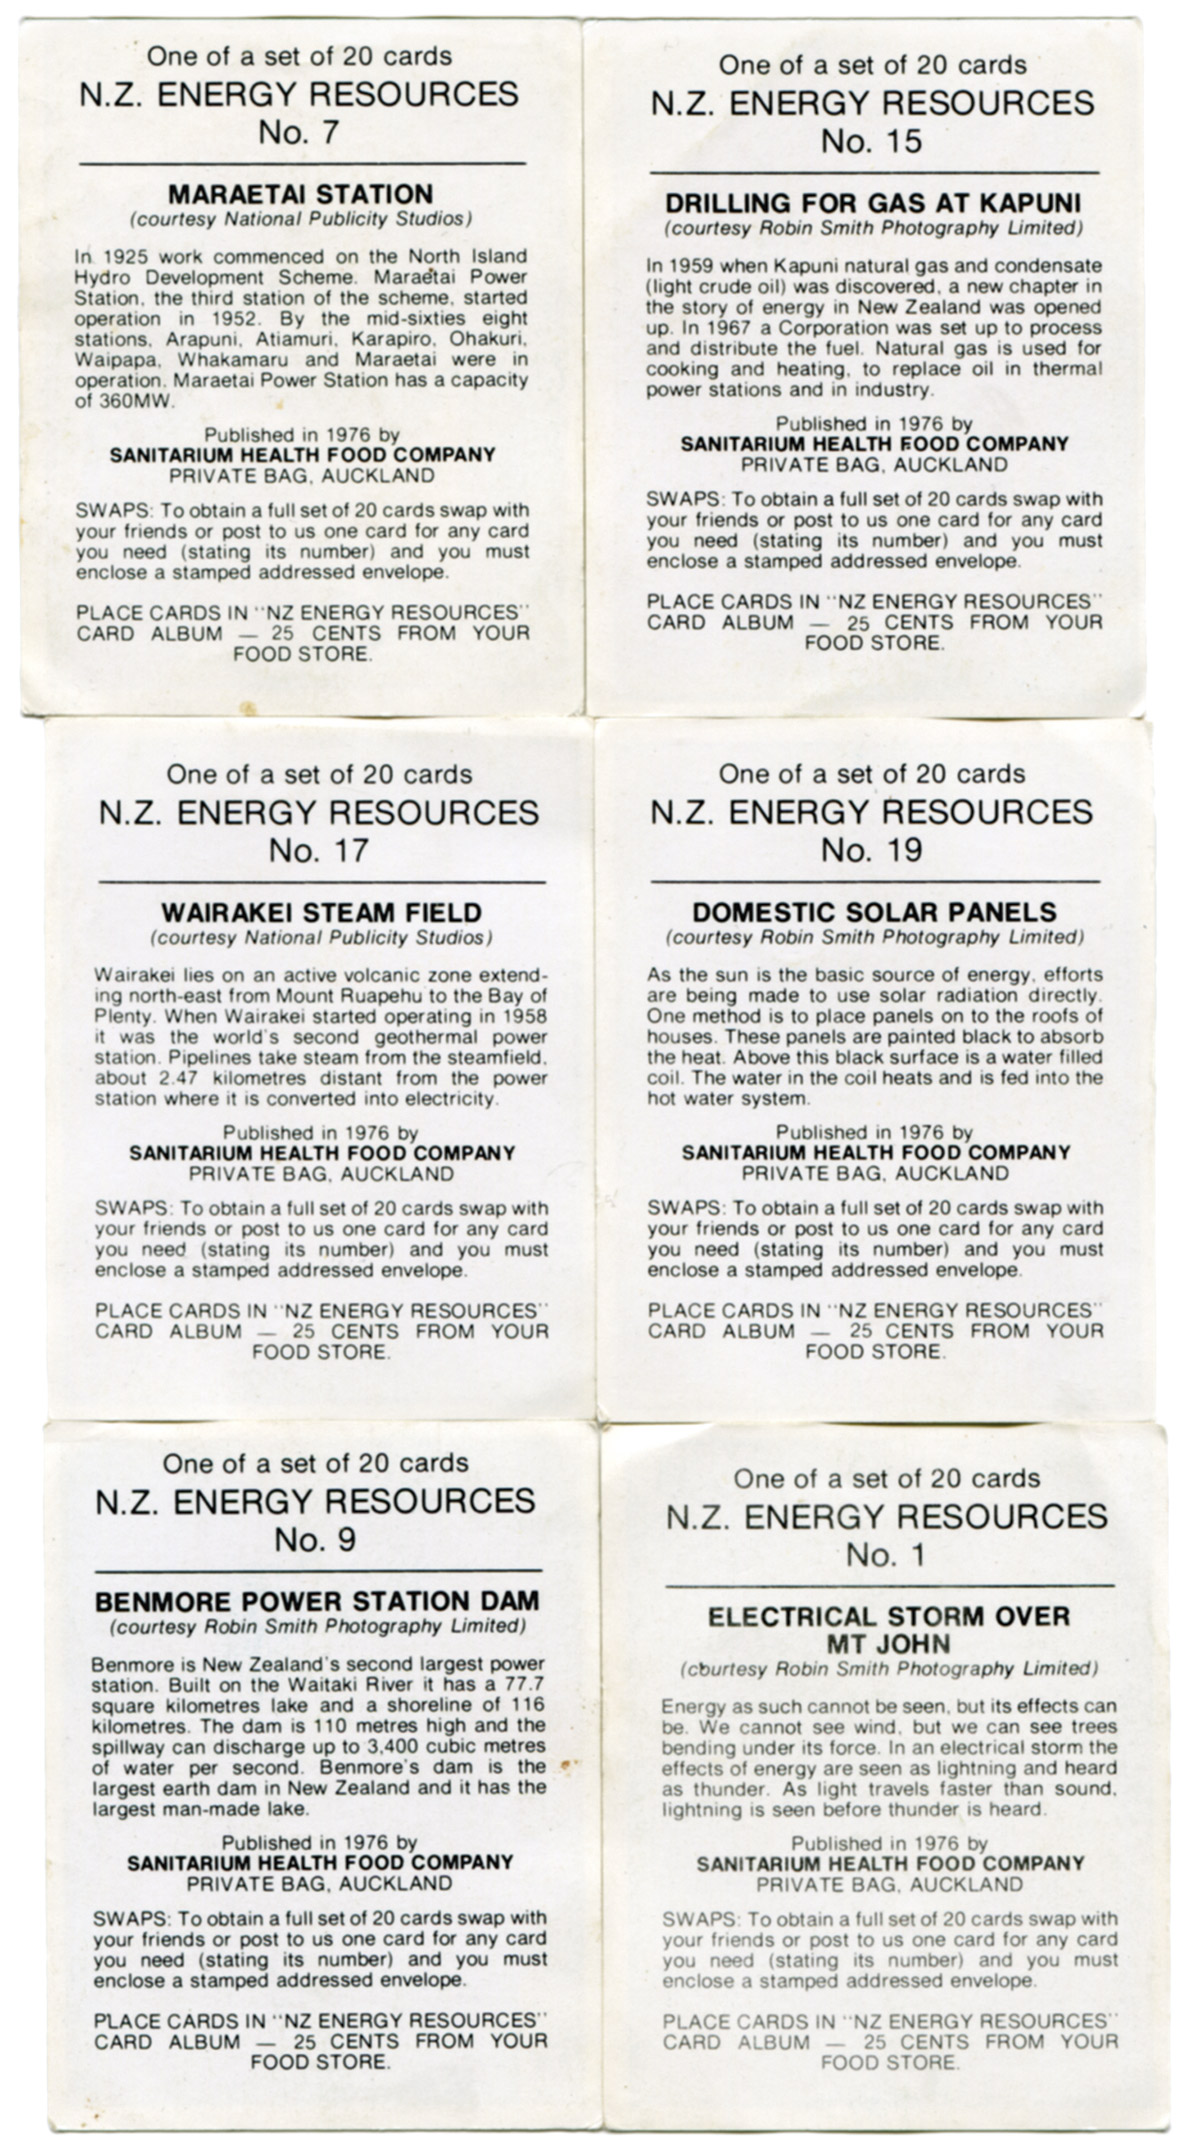 One of a set of 20 cards
N.Z. ENERGY RESOURCES
No. 7
MARAETAI STATION
(courtesy National Publicity Studios)
In 1925 work commenced on the North Island
Hydro Development Scheme. Maraetai Power
Station, the third station of the scheme, started
operation in 1952. By the mid-sixties eight
stations, Arapuni, Atiamuri, Karapiro, Ohakuri,
Waipapa, Whakamaru and Maraetai were in
operation. Maraetai Power Station has a capacity
of 360MW.
Published in 1976 by
SANITARIUM HEALTH FOOD COMPANY
PRIVATE BAG, AUCKLAND
SWAPS: To obtain a full set of 20 cards swap with
your friends or post to us one card for any card
you need (stating its number) and you must
enclose a stamped addressed envelope.
PLACE CARDS IN "NZ ENERGY RESOURCES"
CARD ALBUM — 25 CENTS FROM YOUR
FOOD STORE.
One of a set of 20 cards
N.Z. ENERGY RESOURCES
No. 15
DRILLING FOR GAS AT KAPUNI
(courtesy Robin Smith Photography Limited)
In 1959 when Kapuni natural gas and condensate
(light crude oil) was discovered, a new chapter in
the story of energy in New Zealand was opened
up. In 1967 a Corporation was set up to process
and distribute the fuel. Natural gas is used for
cooking and heating, to replace oil in thermal
power stations and in industry.
Published in 1976 by
SANITARIUM HEALTH FOOD COMPANY
PRIVATE BAG, AUCKLAND
SWAPS: To obtain a full set of 20 cards swap with
your friends or post to us one card for any card
you need (stating its number) and you must
enclose a stamped addressed envelope.
PLACE CARDS IN "NZ ENERGY RESOURCES"
CARD ALBUM — 25 CENTS FROM YOUR
FOOD STORE.
One of a set of 20 cards
N.Z. ENERGY RESOURCES
No. 17
WAIRAKEI STEAM FIELD
(courtesy National Publicity Studios)
Wairakei lies on an active volcanic zone extend-
ing north-east from Mount Ruapehu to the Bay of
Plenty. When Wairakei started operating in 1958
it was the world's second geothermal power
station. Pipelines take steam from the steamfield,
about 2.47 kilometres distant from the power
station where it is converted into electricity.
Published in 1976 by
SANITARIUM HEALTH FOOD COMPANY
PRIVATE BAG, AUCKLAND
SWAPS: To obtain a full set of 20 cards swap with
your friends or post to us one card for any card
you need (stating its number) and you must
enclose a stamped addressed envelope.
PLACE CARDS IN "NZ ENERGY RESOURCES"
CARD ALBUM — 25 CENTS FROM YOUR
FOOD STORE.
One of a set of 20 cards
N.Z. ENERGY RESOURCES
No. 19
DOMESTIC SOLAR PANELS
(courtesy Robin Smith Photography Limited)
As the sun is the basic source of energy, efforts
are being made to use solar radiation directly.
One method is to place panels on to the roofs of
houses. These panels are painted black to absorb
the heat. Above this black surface is a water filled
coil. The water in the coil heats and is fed into the
hot water system.
Published in 1976 by
SANITARIUM HEALTH FOOD COMPANY
PRIVATE BAG, AUCKLAND
SWAPS: To obtain a full set of 20 cards swap with
your friends or post to us one card for any card
you need (stating its number) and you must
enclose a stamped addressed envelope.
PLACE CARDS IN "NZ ENERGY RESOURCES"
CARD ALBUM — 25 CENTS FROM YOUR
FOOD STORE.
One of a set of 20 cards
N.Z. ENERGY RESOURCES
No. 9
BENMORE POWER STATION DAM
(courtesy Robin Smith Photography Limited)
Benmore is New Zealand's second largest power
station. Built on the Waitaki River it has a 77.7
square kilometres lake and a shoreline of 116
kilometres. The dam is 110 metres high and the
spillway can discharge up to 3,400 cubic metres
of water per second. Benmore's dam is the
largest earth dam in New Zealand and it has the
largest man-made lake.
Published in 1976 by
SANITARIUM HEALTH FOOD COMPANY
PRIVATE BAG, AUCKLAND
SWAPS: To obtain a full set of 20 cards swap with
your friends or post to us one card for any card
you need (stating its number) and you must
enclose a stamped addressed envelope.
PLACE CARDS IN "NZ ENERGY RESOURCES"
CARD ALBUM — 25 CENTS FROM YOUR
FOOD STORE.
One of a set of 20 cards
N.Z. ENERGY RESOURCES
No. 1
ELECTRICAL STORM OVER
MT JOHN
(courtesy Robin Smith Photography Limited)
Energy as such cannot be seen, but its effects can
be. We cannot see wind, but we can see trees
bending under its force. In an electrical storm the
effects of energy are seen as lightning and heard
as thunder. As light travels faster than sound,
lightning is seen before thunder is heard.
Published in 1976 by
SANITARIUM HEALTH FOOD COMPANY
PRIVATE BAG, AUCKLAND
SWAPS: To obtain a full set of 20 cards swap with
your friends or post to us one card for any card
you need (stating its number) and you must
enclose a stamped addressed envelope.
PLACE CARDS IN "NZ ENERGY RESOURCES"
CARD ALBUM — 25 CENTS FROM YOUR
FOOD STORE.